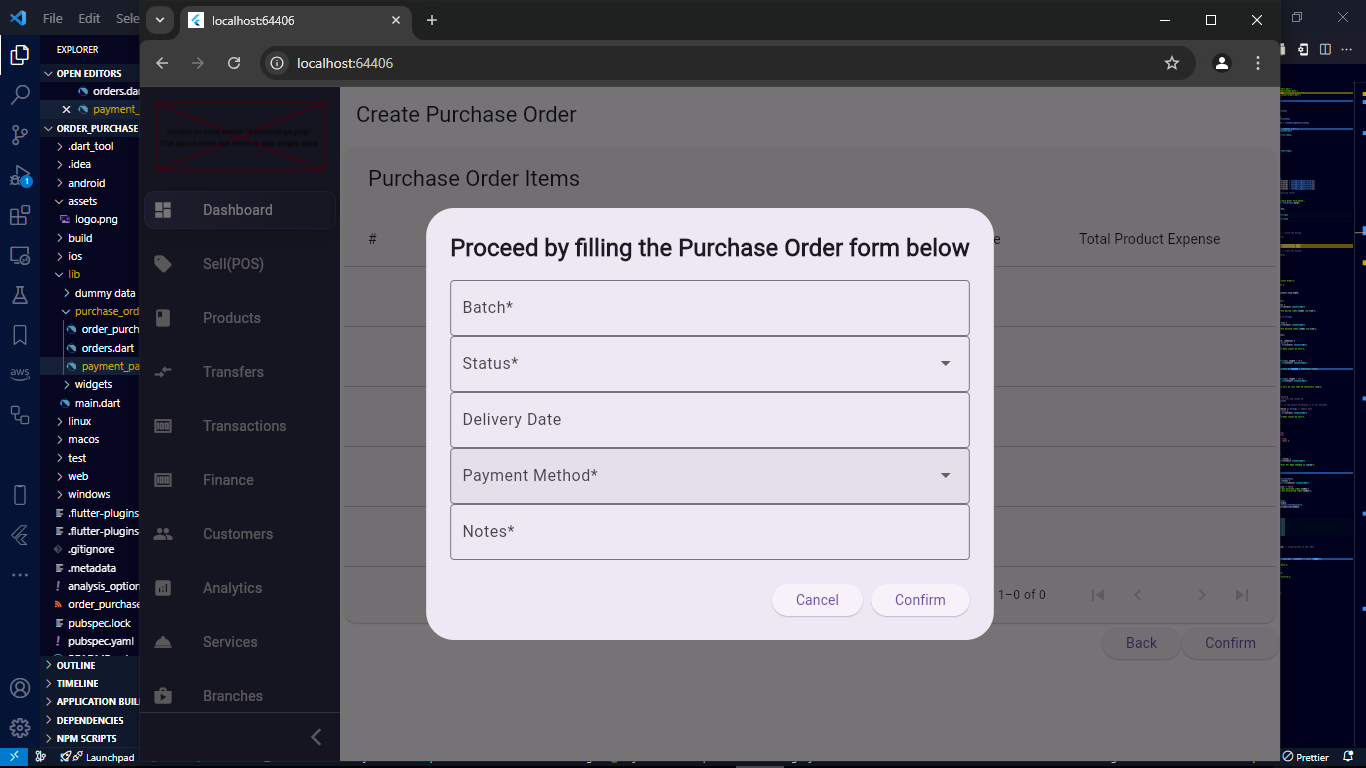 File Edit Sele
localhost:64406
localhost:64406
EXPLORER
OPEN EDITORS
orders.dar
payment_
ORDER_PURCHASE
.dart_tool
.idea
android
assets
logo.png
build
ios
lib
dummy data
purchase_ord
order_purch
orders.dart
payment_pa
widgets
main.dart
linux
macos
test
web
windows
.flutter-plugins
.flutter-plugins
.gitignore
.metadata
analysis_option
order_purchase
pubspec.lock
pubspec.yaml
OUTLINE
TIMELINE
APPLICATION BUIL
DEPENDENCIES
NPM SCRIPTS
Launchpad
1
aws
Dashboard
Sell(POS)
Products
Transfers
Transactions
Finance
Customers
Analytics
Services
Branches
Create Purchase Order
Purchase Order Items
#
e
Total Product Expense
Proceed by filling the Purchase Order form below
Batch*
Status*
Delivery Date
Payment Method*
Notes*
Cancel Confirm
1–0 of 0
Back Confirm
Prettier